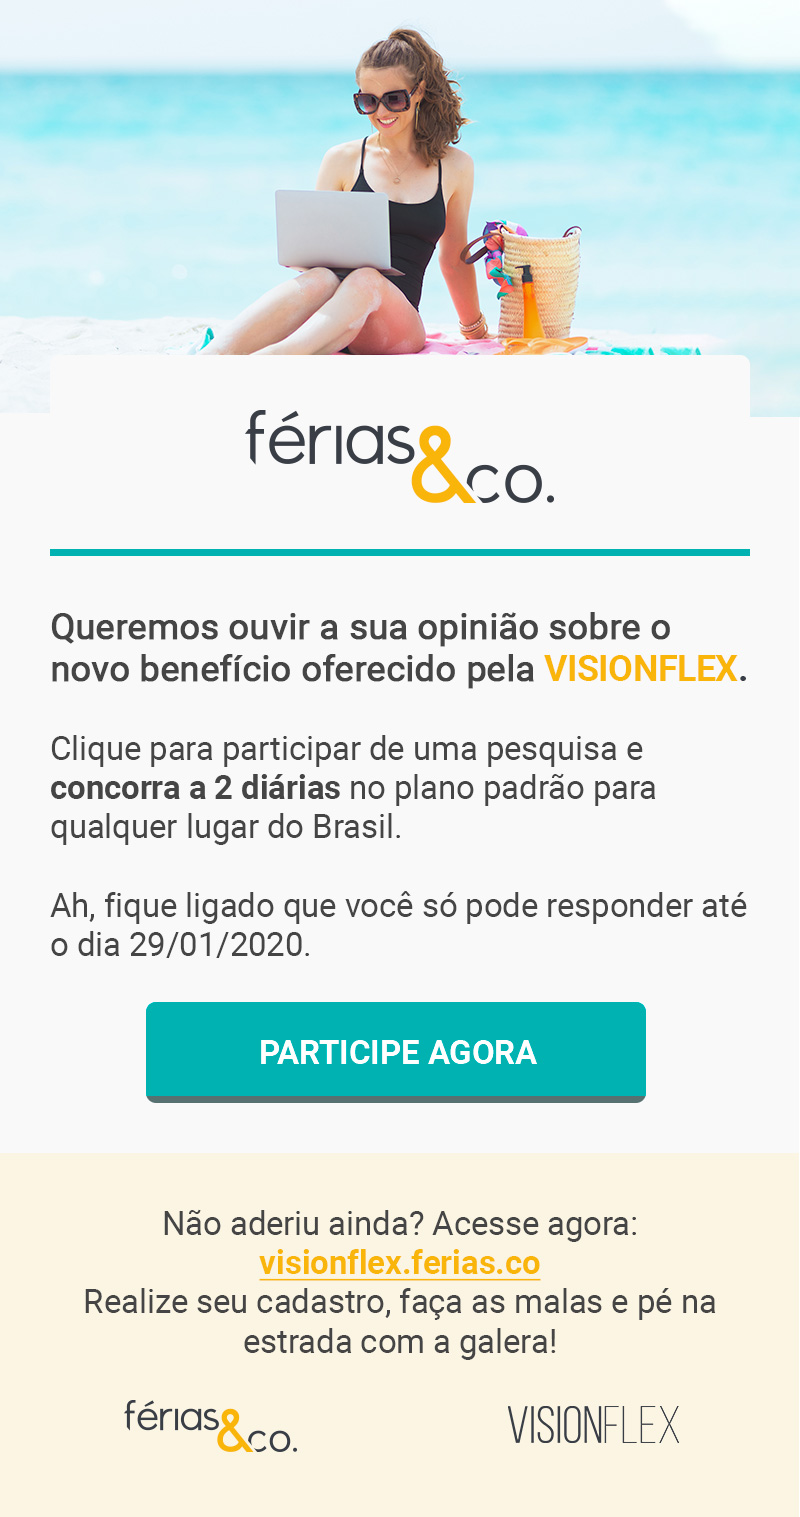 férias&co.
Queremos ouvir a sua opinião sobre o
novo benefício oferecido pela VISIONFLEX.
Clique para participar de uma pesquisa e
concorra a 2 diárias no plano padrão para
qualquer lugar do Brasil.
Ah, fique ligado que você só pode responder até
o dia 29/01/2020.
PARTICIPE AGORA
Não aderiu ainda? Acesse agora:
visionflex.ferias.co
Realize seu cadastro, faça as malas e pé na
estrada com a galera!
férias&co.
VISIONFLEX